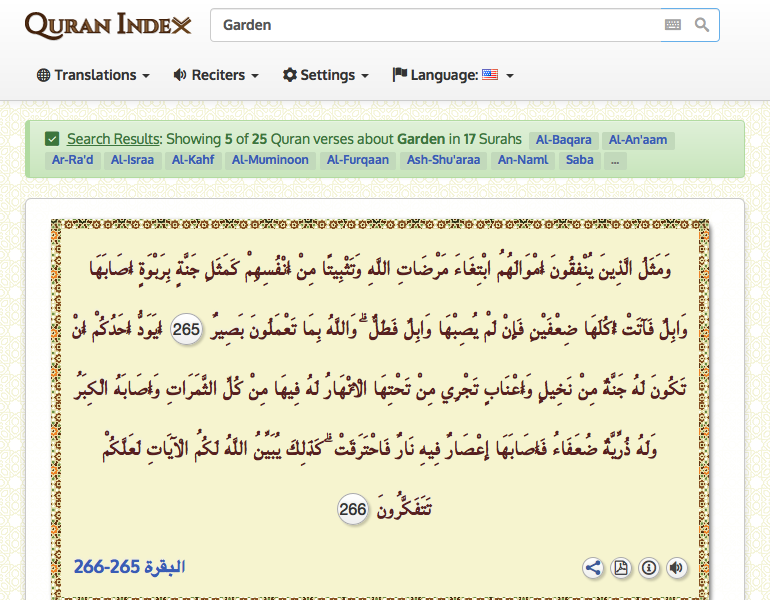 QURAN INDEX
Garden
Translations Reciters Settings Language:
Search Results: Showing 5 of 25 Quran verses about Garden in 17 Surahs Al-Baqara Al-An'aam
Ar-Ra'd Al-Israa Al-Kahf Al-Muminoon Al-Furqaan Ash-Shu'araa An-Naml Saba ...
وَمَثَلُ الَّذِينَ يُنْفِقُونَ أَمْوَالَهُمُ ابْتِغَاءَ مَرْضَاتِ اللَّهِ وَتَثْبِيتًا مِنْ أَنْفُسِهِمْ كَمَثَلِ جَنَّةٍ بِرَبْوَةٍ أَصَابَهَا
وَابِلٌ فَآتَتْ أُكُلَهَا ضِعْفَيْنِ فَإِنْ لَمْ يُصِبْهَا وَابِلٌ فَطَلٌّ ۗ وَاللَّهُ بِمَا تَعْمَلُونَ بَصِيرٌ 265 أَيَوَدُّ أَحَدُكُمْ أَنْ
تَكُونَ لَهُ جَنَّةٌ مِنْ نَخِيلٍ وَأَعْنَابٍ تَجْرِي مِنْ تَحْتِهَا الْأَنْهَارُ لَهُ فِيهَا مِنْ كُلِّ الثَّمَرَاتِ وَأَصَابَهُ الْكِبَرُ
وَلَهُ ذُرِّيَّةٌ ضُعَفَاءُ فَأَصَابَهَا إِعْصَارٌ فِيهِ نَارٌ فَاحْتَرَقَتْ ۗ كَذَٰلِكَ يُبَيِّنُ اللَّهُ لَكُمُ الْآيَاتِ لَعَلَّكُمْ
تَتَفَكَّرُونَ 266
البقرة 265-266